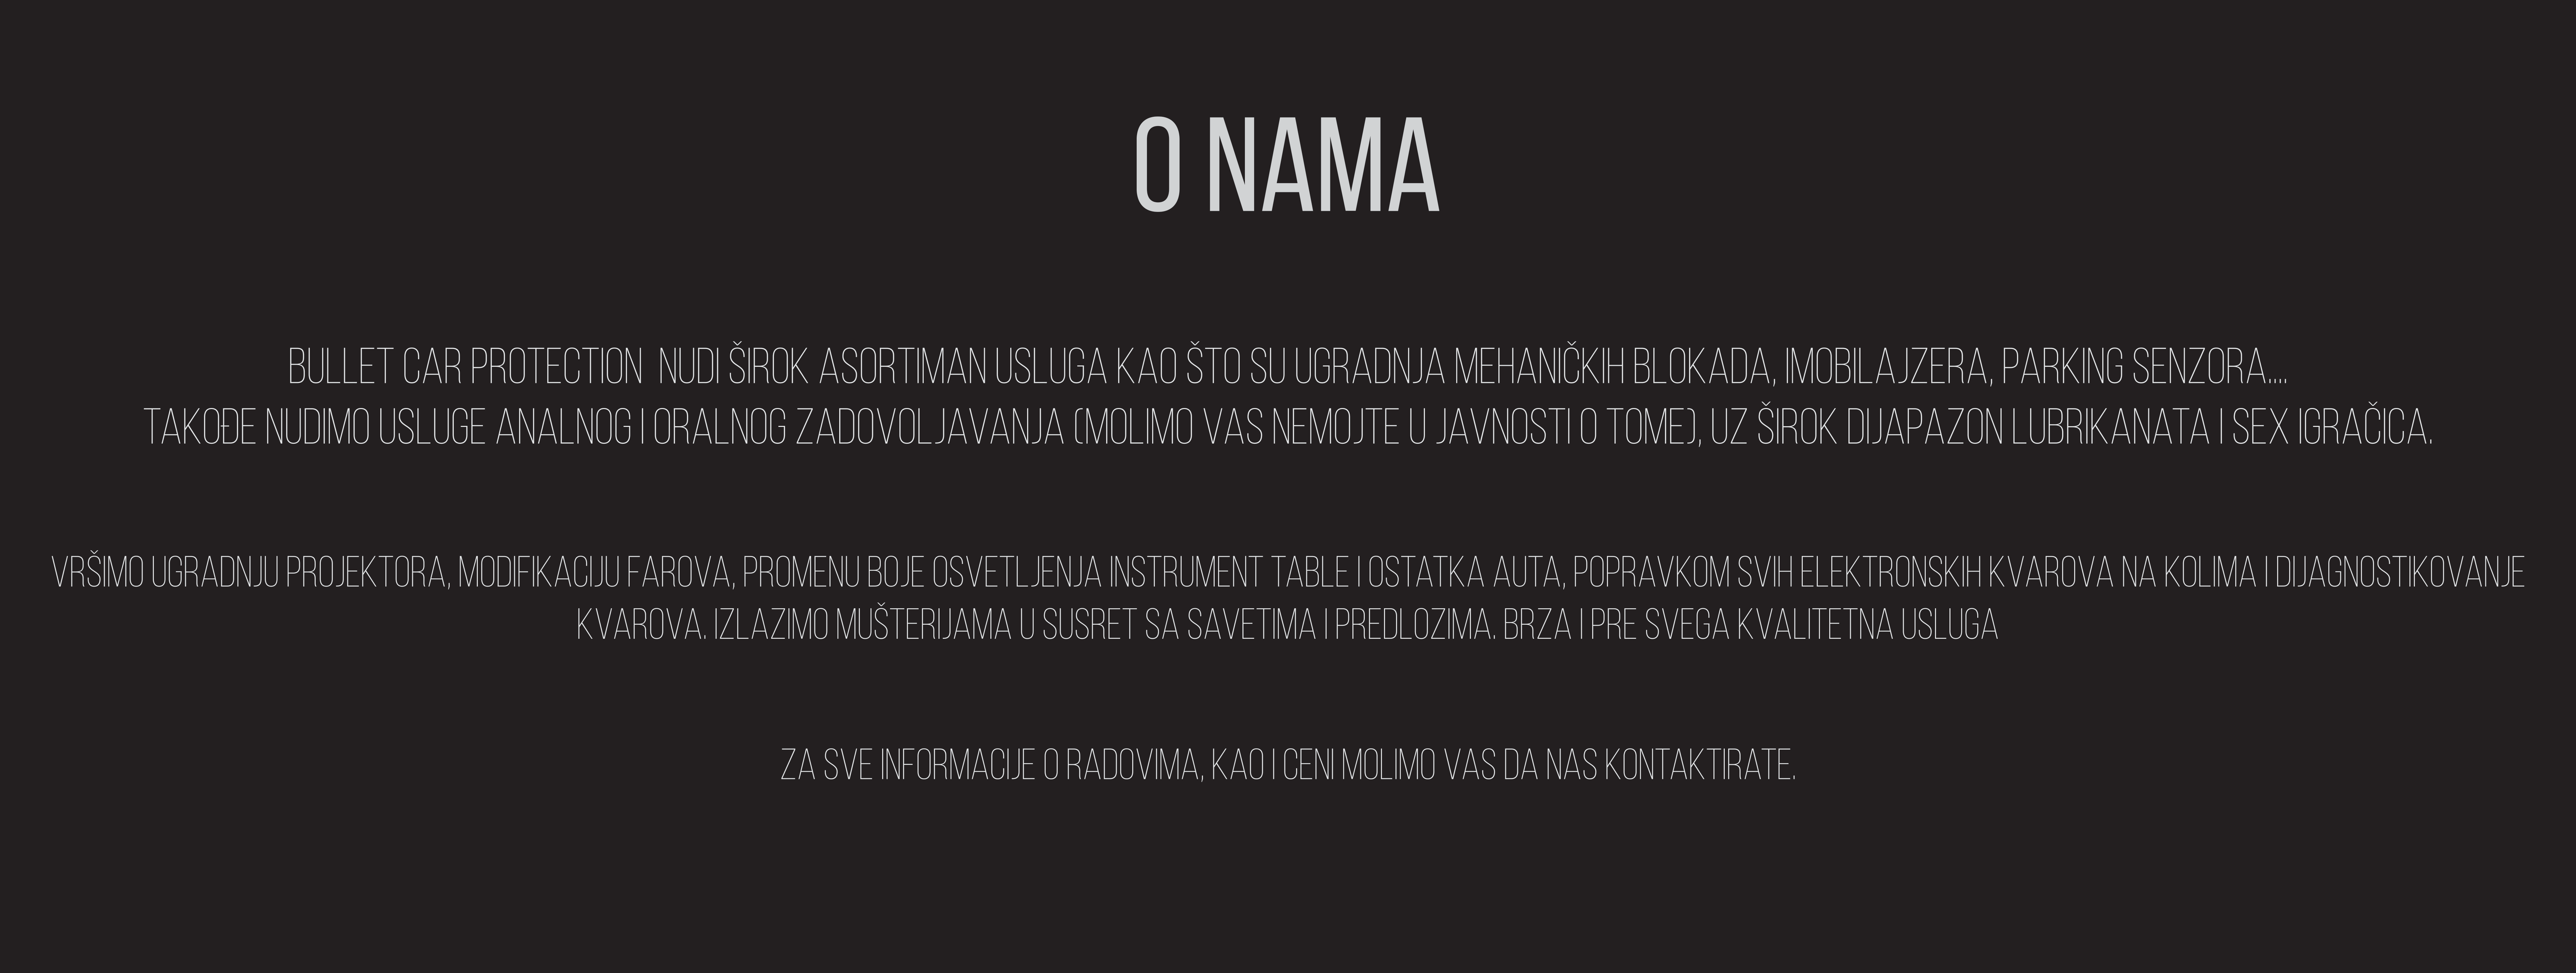 O NAMA
BULLET CAR PROTECTION NUDI ŠIROK ASORTIMAN USLUGA KAO ŠTO SU UGRADNJA MEHANIČKIH BLOKADA, IMOBILAJZERA, PARKING SENZORA....
TAKOĐE NUDIMO USLUGE ANALNOG I ORALNOG ZADOVOLJAVANJA (MOLIMO VAS NEMOJTE U JAVNOSTI O TOME), UZ ŠIROK DIJAPAZON LUBRIKANATA I SEX IGRAČICA.
VRŠIMO UGRADNJU PROJEKTORA, MODIFIKACIJU FAROVA, PROMENU BOJE OSVETLJENJA INSTRUMENT TABLE I OSTATKA AUTA, POPRAVKOM SVIH ELEKTRONSKIH KVAROVA NA KOLIMA I DIJAGNOSTIKOVANJE
KVAROVA. IZLAZIMO MUŠTERIJAMA U SUSRET SA SAVETIMA I PREDLOZIMA. BRZA I PRE SVEGA KVALITETNA USLUGA
ZA SVE INFORMACIJE O RADOVIMA, KAO I CENI MOLIMO VAS DA NAS KONTAKTIRATE.